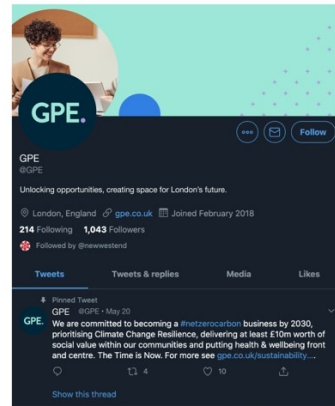 GPE.
Follow
GPE
@GPE
Unlocking opportunities, creating space for London's future.
London, England gpe.co.uk Joined February 2018
214 Following 1,043 Followers
Followed by @newwestend
Tweets Tweets & replies Media Likes
Pinned Tweet
GPE @GPE · May 20
GPE.
We are committed to becoming a #netzerocarbon business by 2030,
prioritising Climate Change Resilience, delivering at least £10m worth of
social value within our communities and putting health & wellbeing front
and centre. The Time is Now. For more see gpe.co.uk/sustainability....
4 10
Show this thread